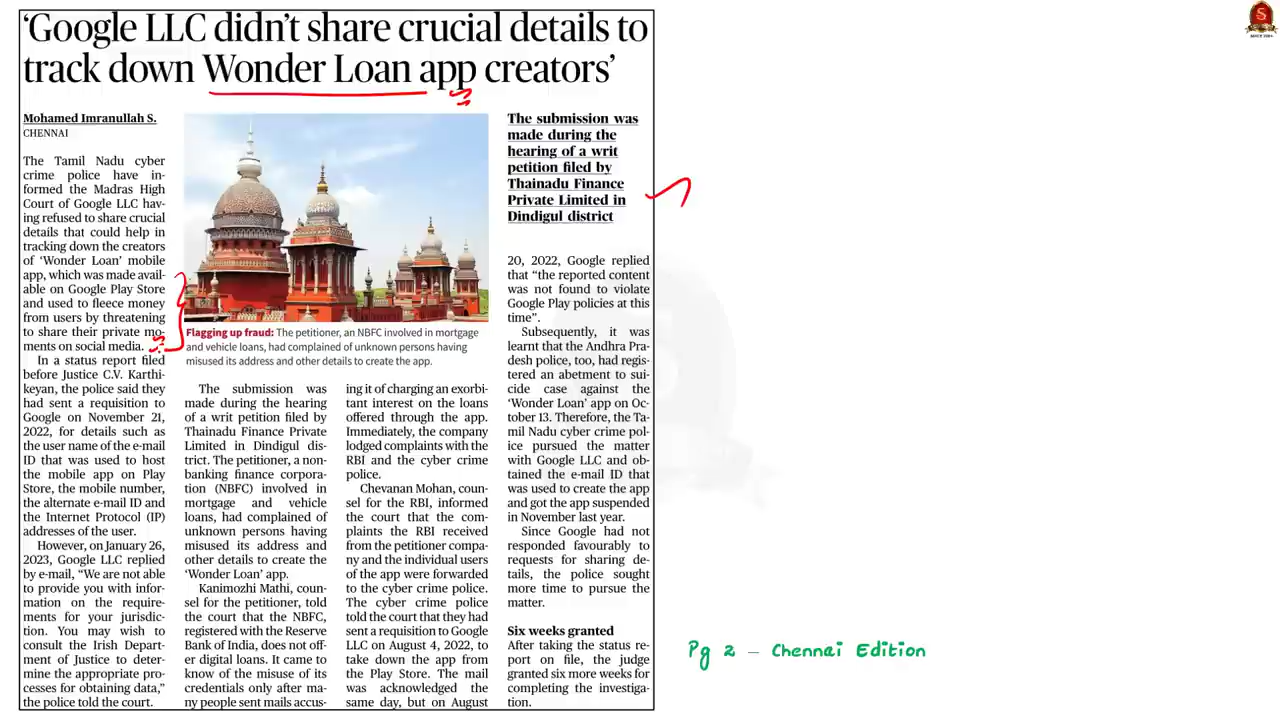 ‘Google LLC didn’t share crucial details to
track down Wonder Loan app creators’
Mohamed Imranullah S.
CHENNAI
The Tamil Nadu cyber
crime police have in-
formed the Madras High
Court of Google LLC hav-
ing refused to share crucial
details that could help in
tracking down the creators
of ‘Wonder Loan’ mobile
app, which was made avail-
able on Google Play Store
and used to fleece money
from users by threatening
to share their private mo-
ments on social media.
In a status report filed
before Justice C.V. Karthi-
keyan, the police said they
had sent a requisition to
Google on November 21,
2022, for details such as
the user name of the e-mail
ID that was used to host
the mobile app on Play
Store, the mobile number,
the alternate e-mail ID and
the Internet Protocol (IP)
addresses of the user.
However, on January 26,
2023, Google LLC replied
by e-mail, “We are not able
to provide you with infor-
mation on the require-
ments for your jurisdic-
tion. You may wish to
consult the Irish Depart-
ment of Justice to deter-
mine the appropriate pro-
cesses for obtaining data,”
the police told the court.
Flagging up fraud: The petitioner, an NBFC involved in mortgage
and vehicle loans, had complained of unknown persons having
misused its address and other details to create the app.
The submission was
made during the hearing
of a writ petition filed by
Thainadu Finance Private
Limited in Dindigul dis-
trict. The petitioner, a non-
banking finance corpora-
tion (NBFC) involved in
mortgage and vehicle
loans, had complained of
unknown persons having
misused its address and
other details to create the
‘Wonder Loan’ app.
Kanimozhi Mathi, coun-
sel for the petitioner, told
the court that the NBFC,
registered with the Reserve
Bank of India, does not off-
er digital loans. It came to
know of the misuse of its
credentials only after ma-
ny people sent mails accus-
ing it of charging an exorbi-
tant interest on the loans
offered through the app.
Immediately, the company
lodged complaints with the
RBI and the cyber crime
police.
Chevanan Mohan, coun-
sel for the RBI, informed
the court that the com-
plaints the RBI received
from the petitioner compa-
ny and the individual users
of the app were forwarded
to the cyber crime police.
The cyber crime police
told the court that they had
sent a requisition to Google
LLC on August 4, 2022, to
take down the app from
the Play Store. The mail
was acknowledged the
same day, but on August
The submission was
made during the
hearing of a writ
petition filed by
Thainadu Finance
Private Limited in
Dindigul district
20, 2022, Google replied
that “the reported content
was not found to violate
Google Play policies at this
time”.
Subsequently, it was
learnt that the Andhra Pra-
desh police, too, had regis-
tered an abetment to sui-
cide case against the
‘Wonder Loan’ app on Oc-
tober 13. Therefore, the Ta-
mil Nadu cyber crime pol-
ice pursued the matter
with Google LLC and ob-
tained the e-mail ID that
was used to create the app
and got the app suspended
in November last year.
Since Google had not
responded favourably to
requests for sharing de-
tails, the police sought
more time to pursue the
matter.
Six weeks granted
After taking the status re-
port on file, the judge
granted six more weeks for
completing the investiga-
tion.
Pg 2 – Chennai Edition